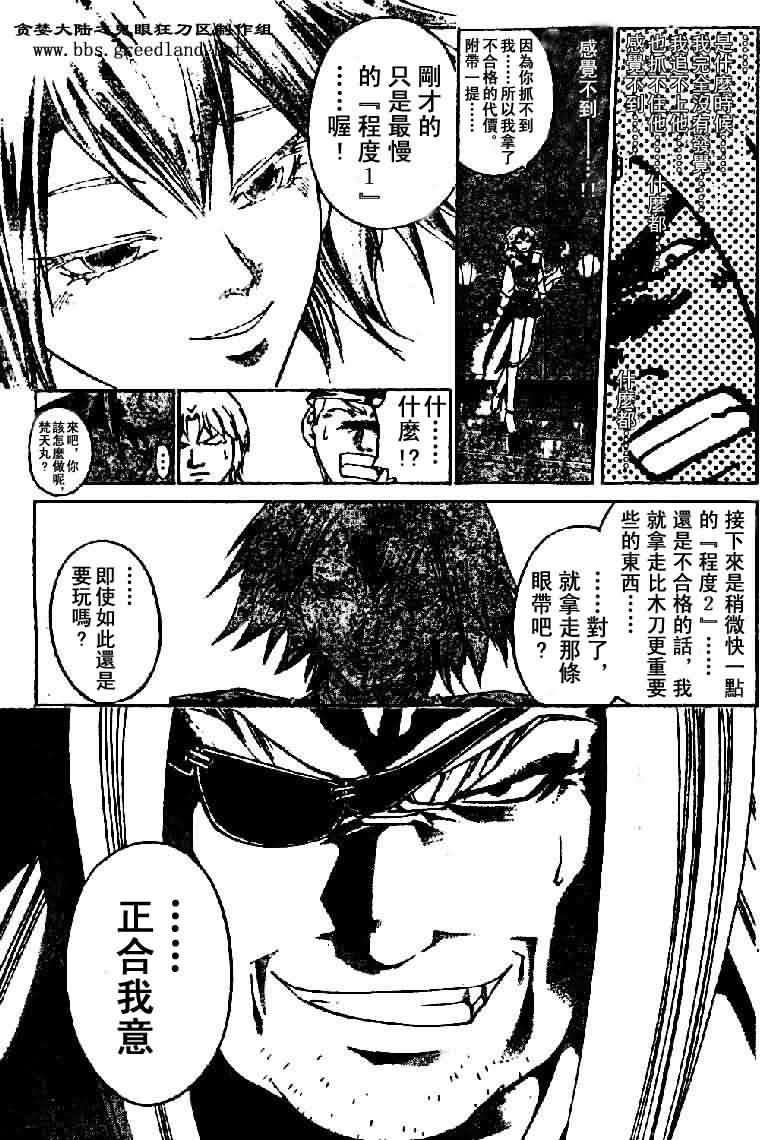 贪婪大陆之鬼眼狂刀区制作组
www.bbs.greedland.net
是什麼時候……
我完全沒有發覺……
我追不上他……
也抓不住他……什麼都……
感覺不到……
什麼都……
感覺不到——……!!
因為你抓不到
我……所以我拿了
不合格的代價。
附帶一提……
剛才的
只是最慢
的『程度1』
……喔！
什……
什麼!?
…
來吧，你
該怎麼做呢，
梵天丸？
接下來是稍微快一點
的『程度2』……
還是不合格的話，我
就拿走比木刀更重要
些的東西……
……對了，
就拿走那條
眼帶吧？
……
即使如此還是
要玩嗎？
……
正合我意